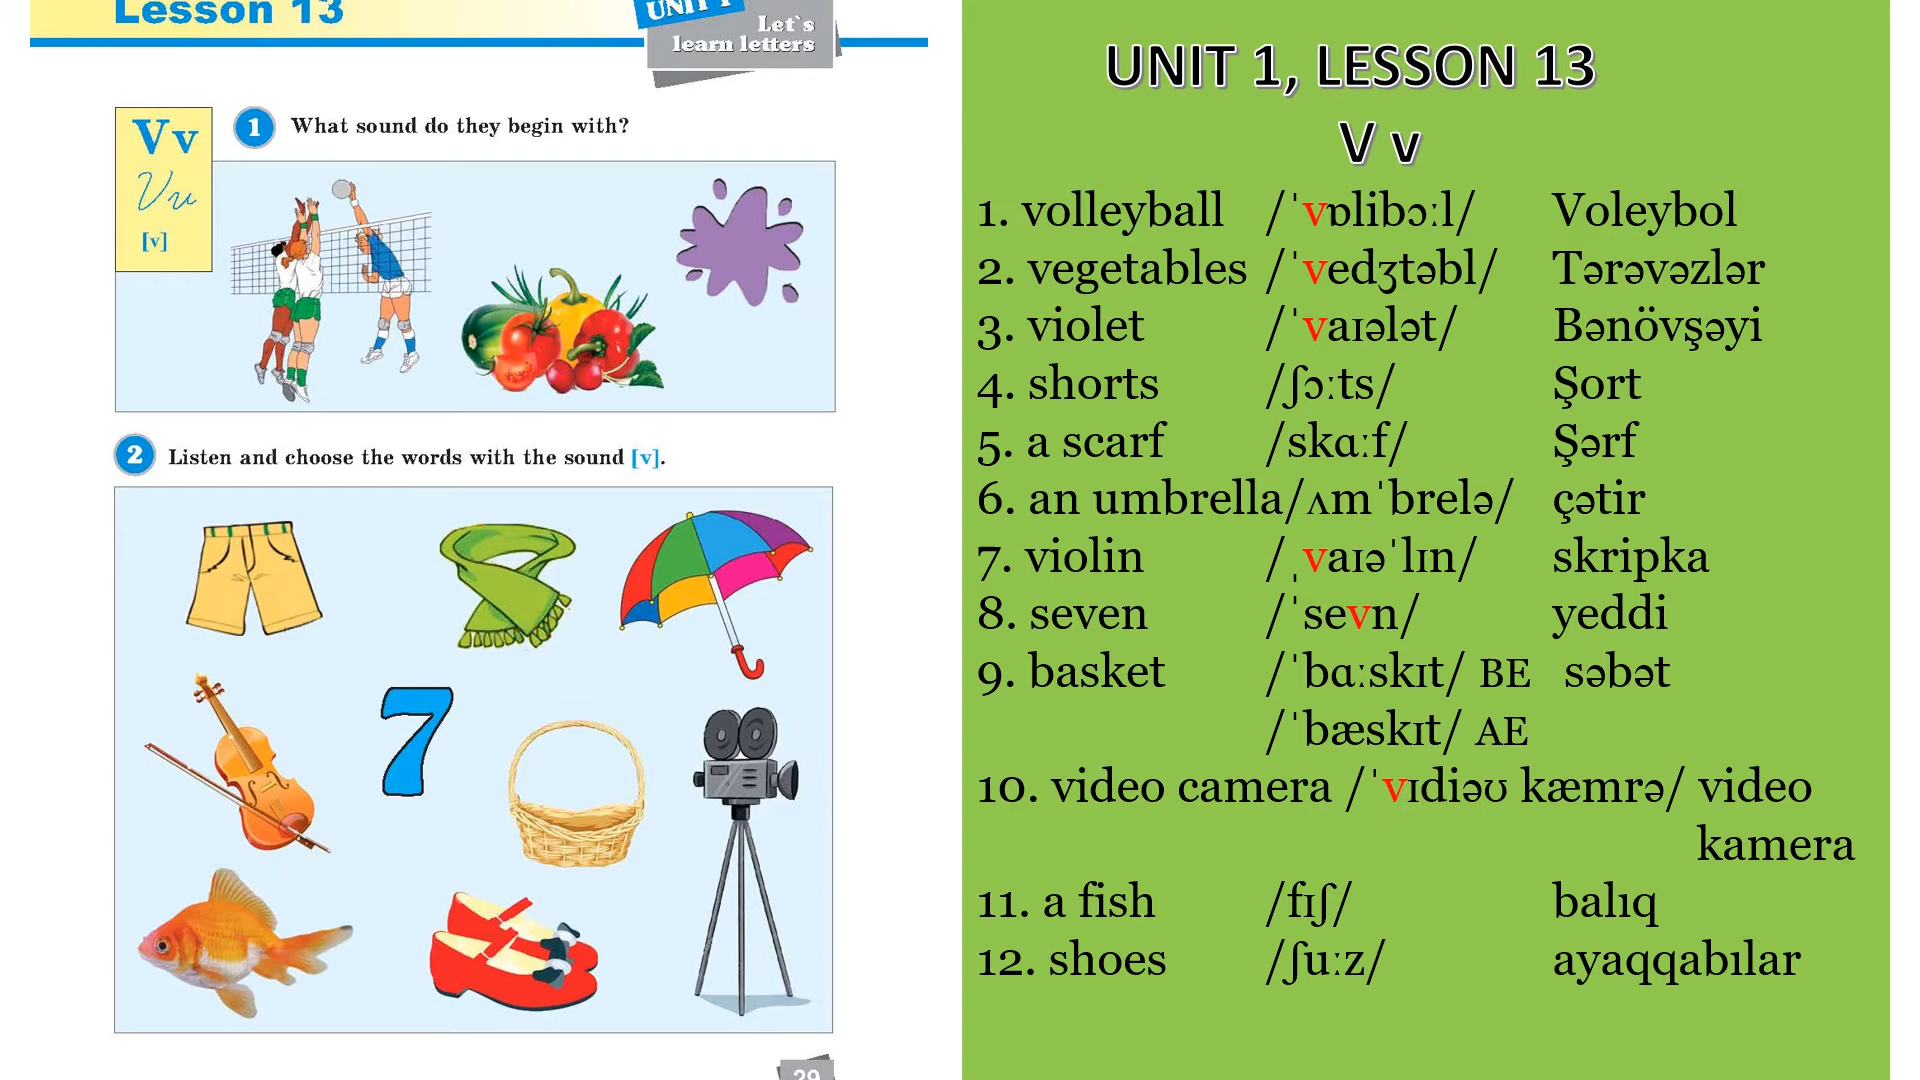 Lesson 13
UNIT 1
Let`s
learn letters
Vv
Vv
[v]
1 What sound do they begin with?
2 Listen and choose the words with the sound [v].
7
29
UNIT 1, LESSON 13
V v
1. volleyball /ˈvɒlibɔːl/ Voleybol
2. vegetables /ˈvedʒtəbl/ Tərəvəzlər
3. violet /ˈvaɪələt/ Bənövşəyi
4. shorts /ʃɔːts/ Şort
5. a scarf /skɑːf/ Şərf
6. an umbrella/ʌmˈbrelə/ çətir
7. violin /ˌvaɪəˈlɪn/ skripka
8. seven /ˈsevn/ yeddi
9. basket /ˈbɑːskɪt/ BE səbət
/ˈbæskɪt/ AE
10. video camera /ˈvɪdiəʊ kæmrə/ video
kamera
11. a fish /fɪʃ/ balıq
12. shoes /ʃuːz/ ayaqqabılar